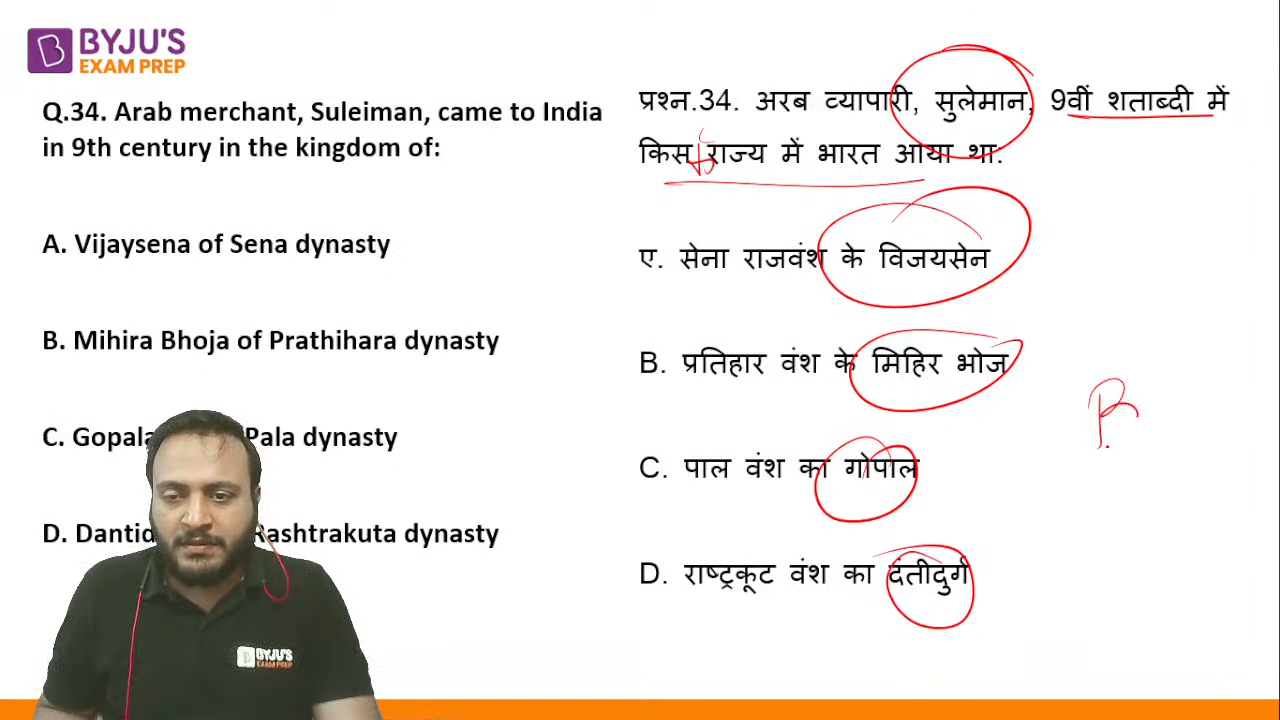 BYJU'S
EXAM PREP
Q.34. Arab merchant, Suleiman, came to India
in 9th century in the kingdom of:
A. Vijaysena of Sena dynasty
B. Mihira Bhoja of Prathihara dynasty
C. Gopala Pala dynasty
D. Dantid Rashtrakuta dynasty
प्रश्न.34. अरब व्यापारी, सुलेमान, 9वीं शताब्दी में
किस राज्य में भारत आया था:
ए. सेना राजवंश के विजयसेन
B. प्रतिहार वंश के मिहिर भोज
C. पाल वंश का गोपाल
D. राष्ट्रकूट वंश का दंतीदुर्ग
BYJU'S
EXAM PREP